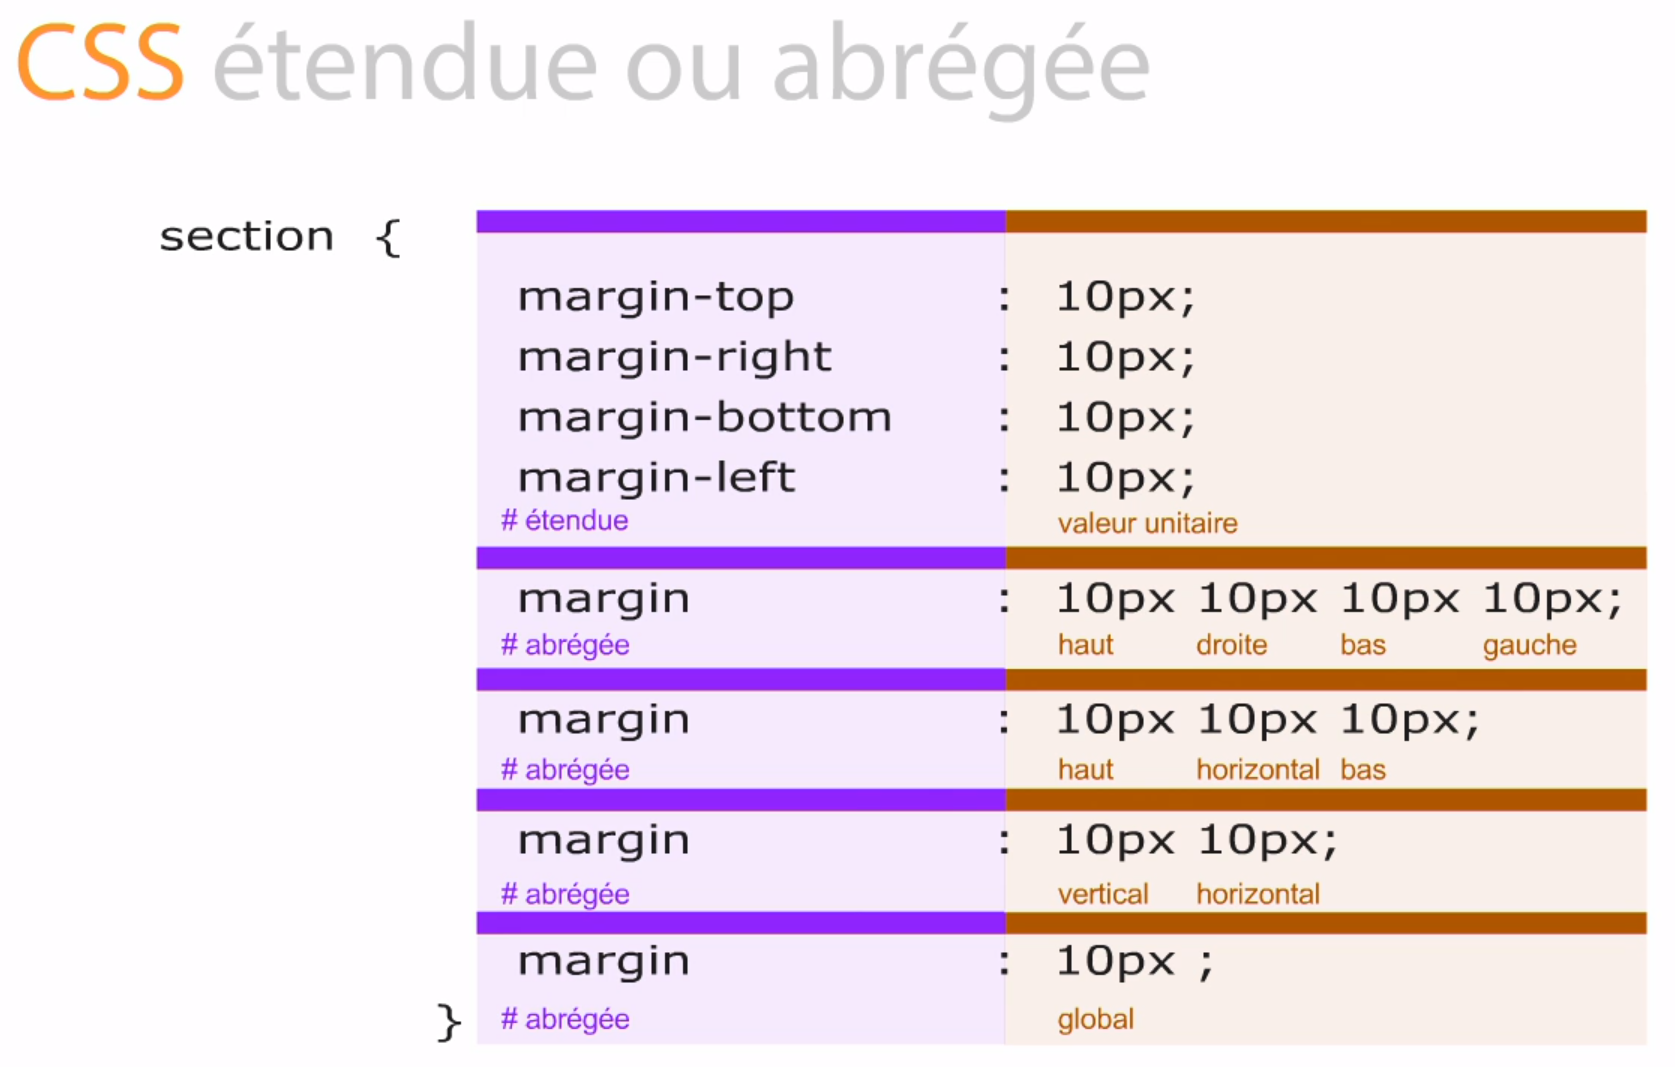 CSS étendue ou abrégée
section {
margin-top : 10px;
margin-right : 10px;
margin-bottom : 10px;
margin-left : 10px;
# étendue valeur unitaire
margin : 10px 10px 10px 10px;
# abrégée haut droite bas gauche
margin : 10px 10px 10px;
# abrégée haut horizontal bas
margin : 10px 10px;
# abrégée vertical horizontal
margin : 10px ;
} # abrégée global